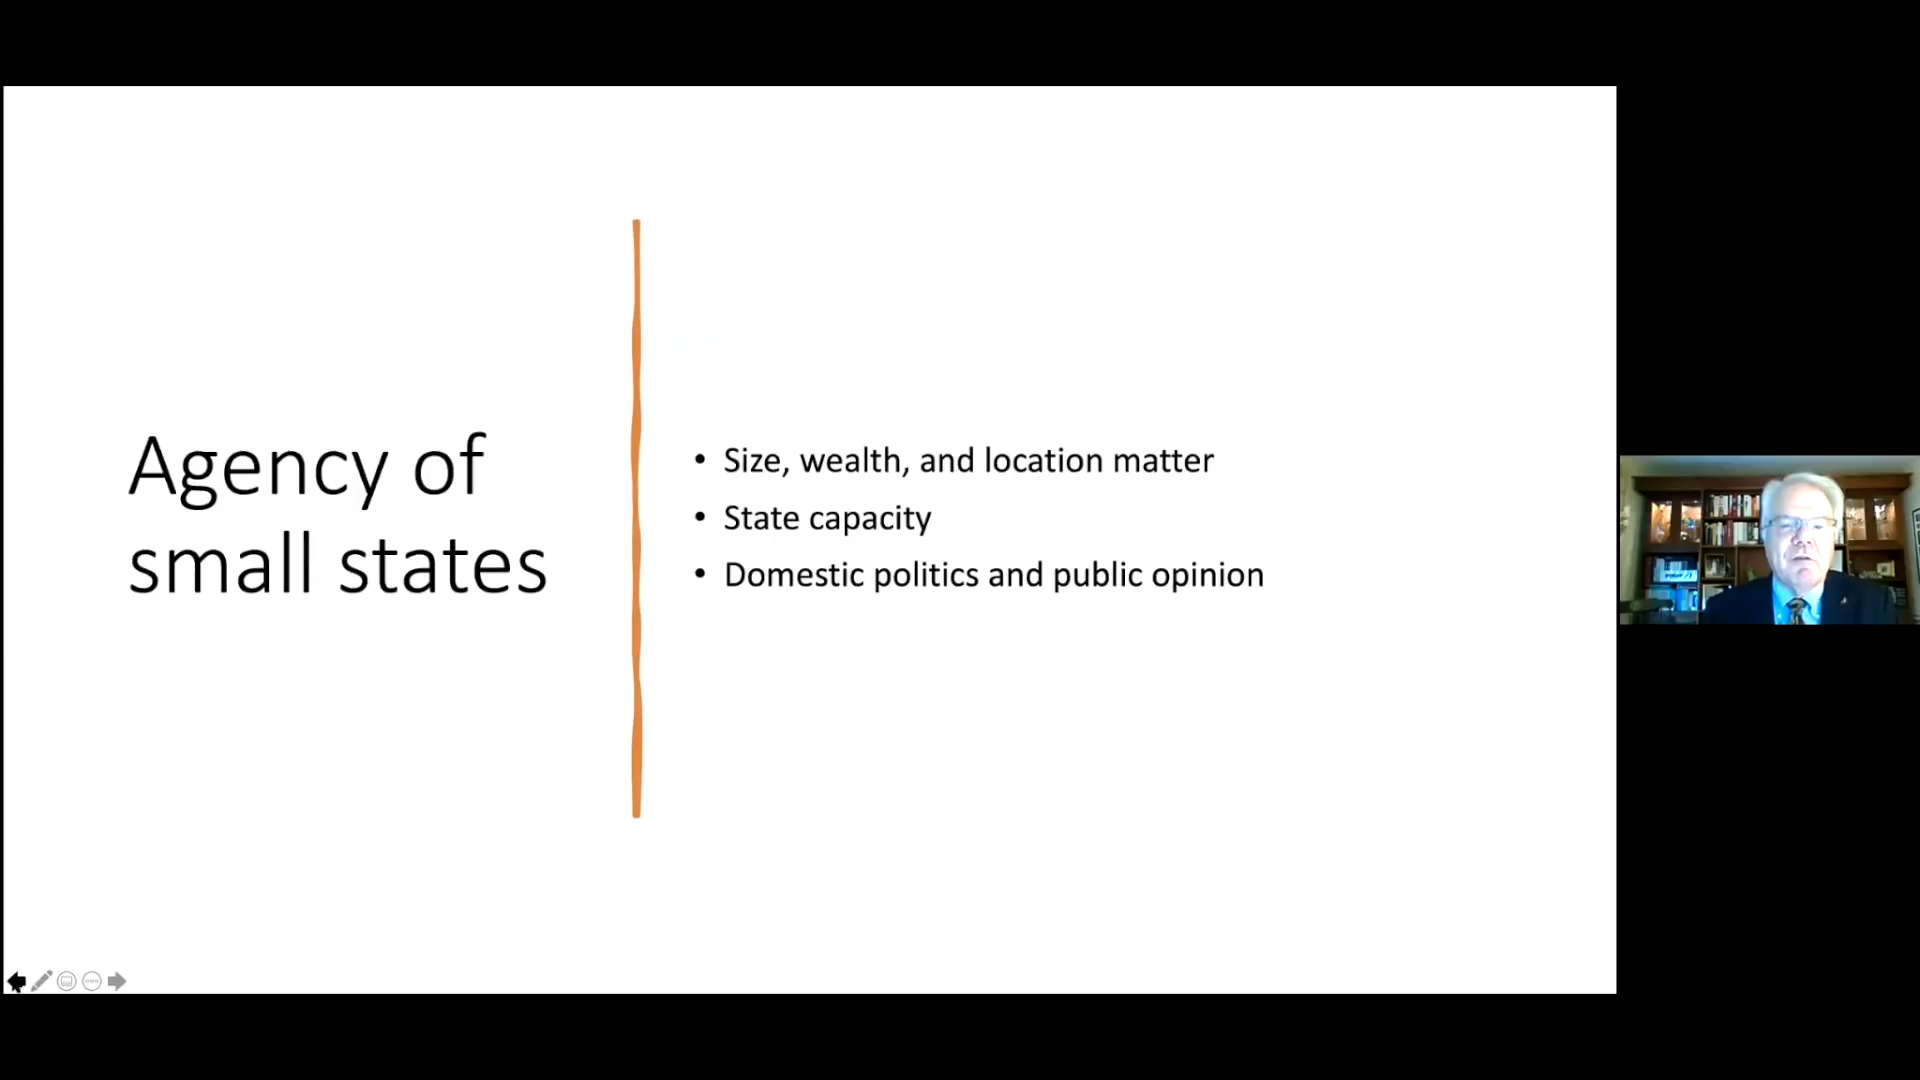 Agency of
small states
• Size, wealth, and location matter
• State capacity
• Domestic politics and public opinion